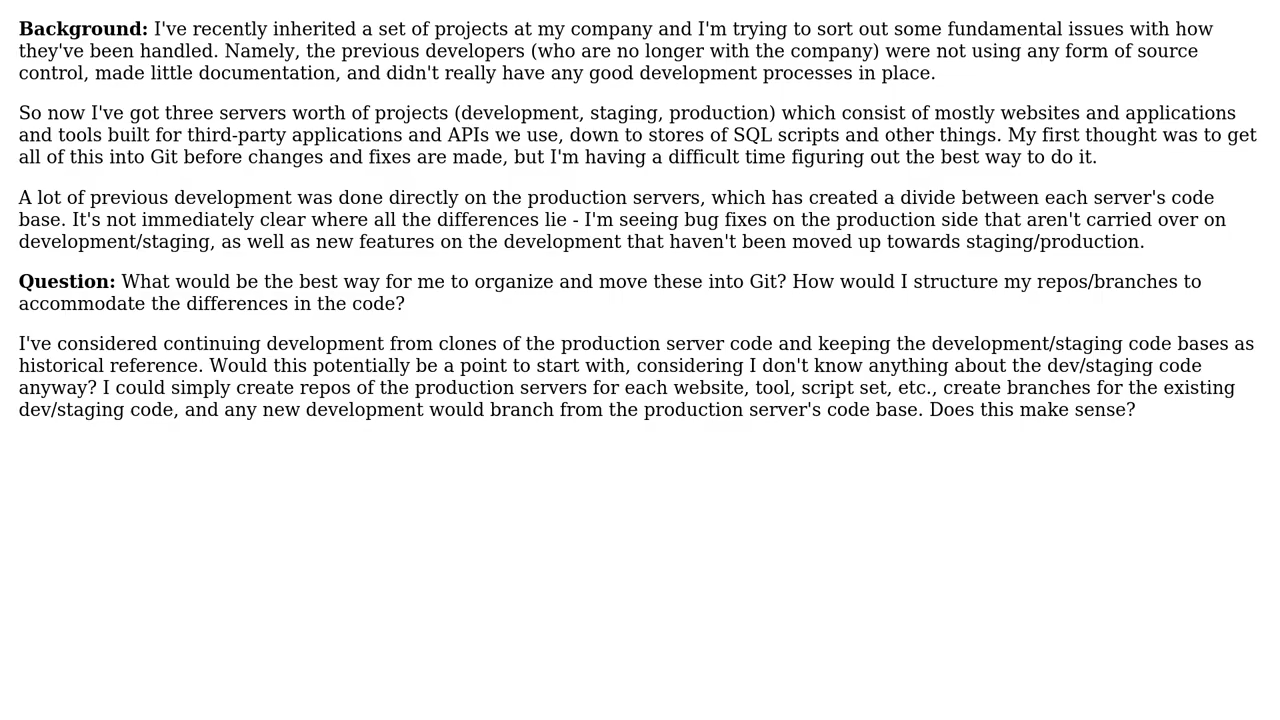 Background: I've recently inherited a set of projects at my company and I'm trying to sort out some fundamental issues with how
they've been handled. Namely, the previous developers (who are no longer with the company) were not using any form of source
control, made little documentation, and didn't really have any good development processes in place.
So now I've got three servers worth of projects (development, staging, production) which consist of mostly websites and applications
and tools built for third-party applications and APIs we use, down to stores of SQL scripts and other things. My first thought was to get
all of this into Git before changes and fixes are made, but I'm having a difficult time figuring out the best way to do it.
A lot of previous development was done directly on the production servers, which has created a divide between each server's code
base. It's not immediately clear where all the differences lie - I'm seeing bug fixes on the production side that aren't carried over on
development/staging, as well as new features on the development that haven't been moved up towards staging/production.
Question: What would be the best way for me to organize and move these into Git? How would I structure my repos/branches to
accommodate the differences in the code?
I've considered continuing development from clones of the production server code and keeping the development/staging code bases as
historical reference. Would this potentially be a point to start with, considering I don't know anything about the dev/staging code
anyway? I could simply create repos of the production servers for each website, tool, script set, etc., create branches for the existing
dev/staging code, and any new development would branch from the production server's code base. Does this make sense?